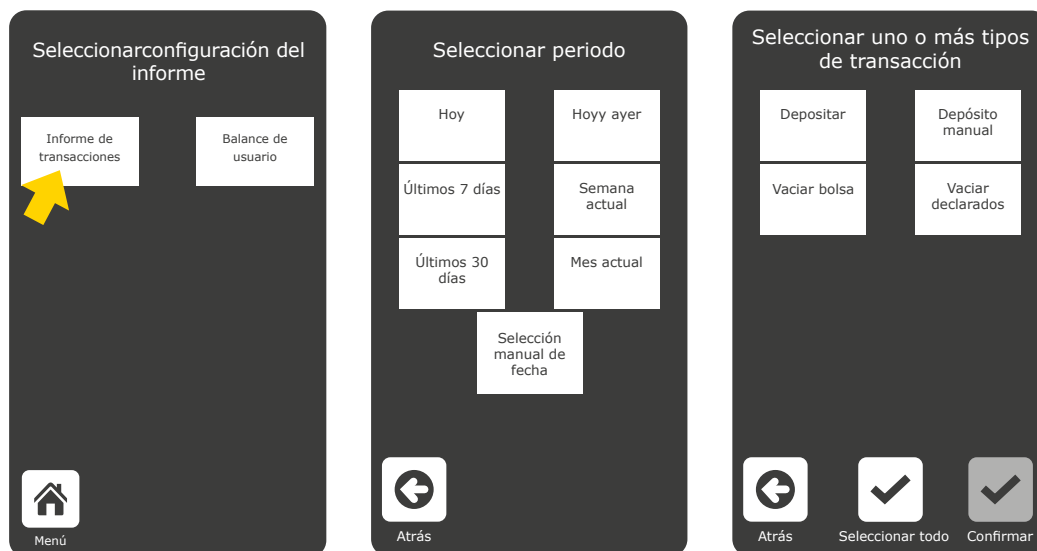 Seleccionarconfiguración del
informe
Informe de
transacciones
Balance de
usuario
Menú
Seleccionar periodo
Hoy
Hoyy ayer
Últimos 7 días
Semana
actual
Últimos 30
días
Mes actual
Selección
manual de
fecha
Atrás
Seleccionar uno o más tipos
de transacción
Depositar
Depósito
manual
Vaciar bolsa
Vaciar
declarados
Atrás
Seleccionar todo
Confirmar